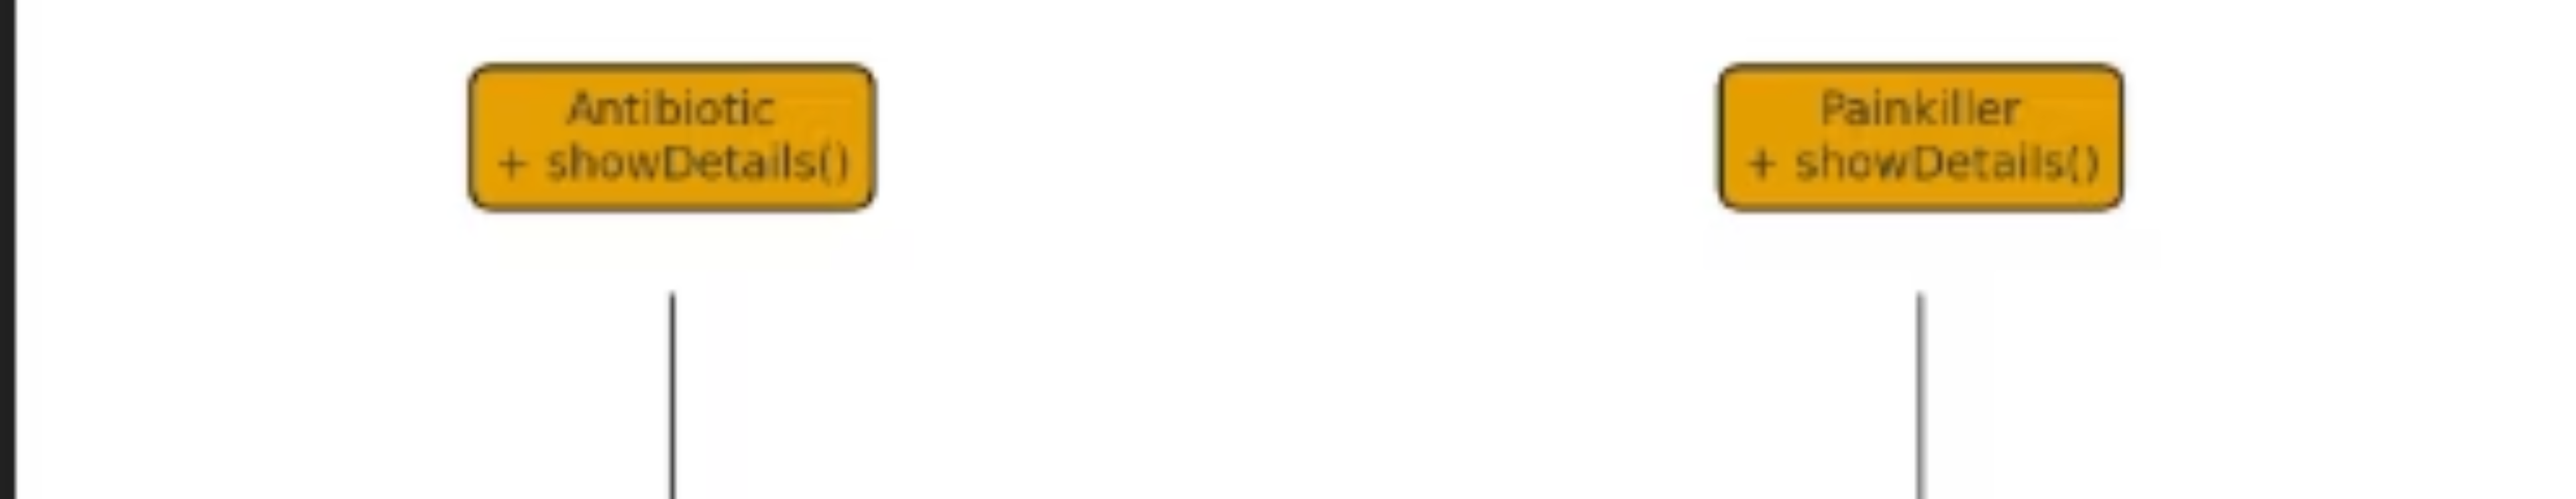 Antibiotic
+ showDetails()
Painkiller
+ showDetails()